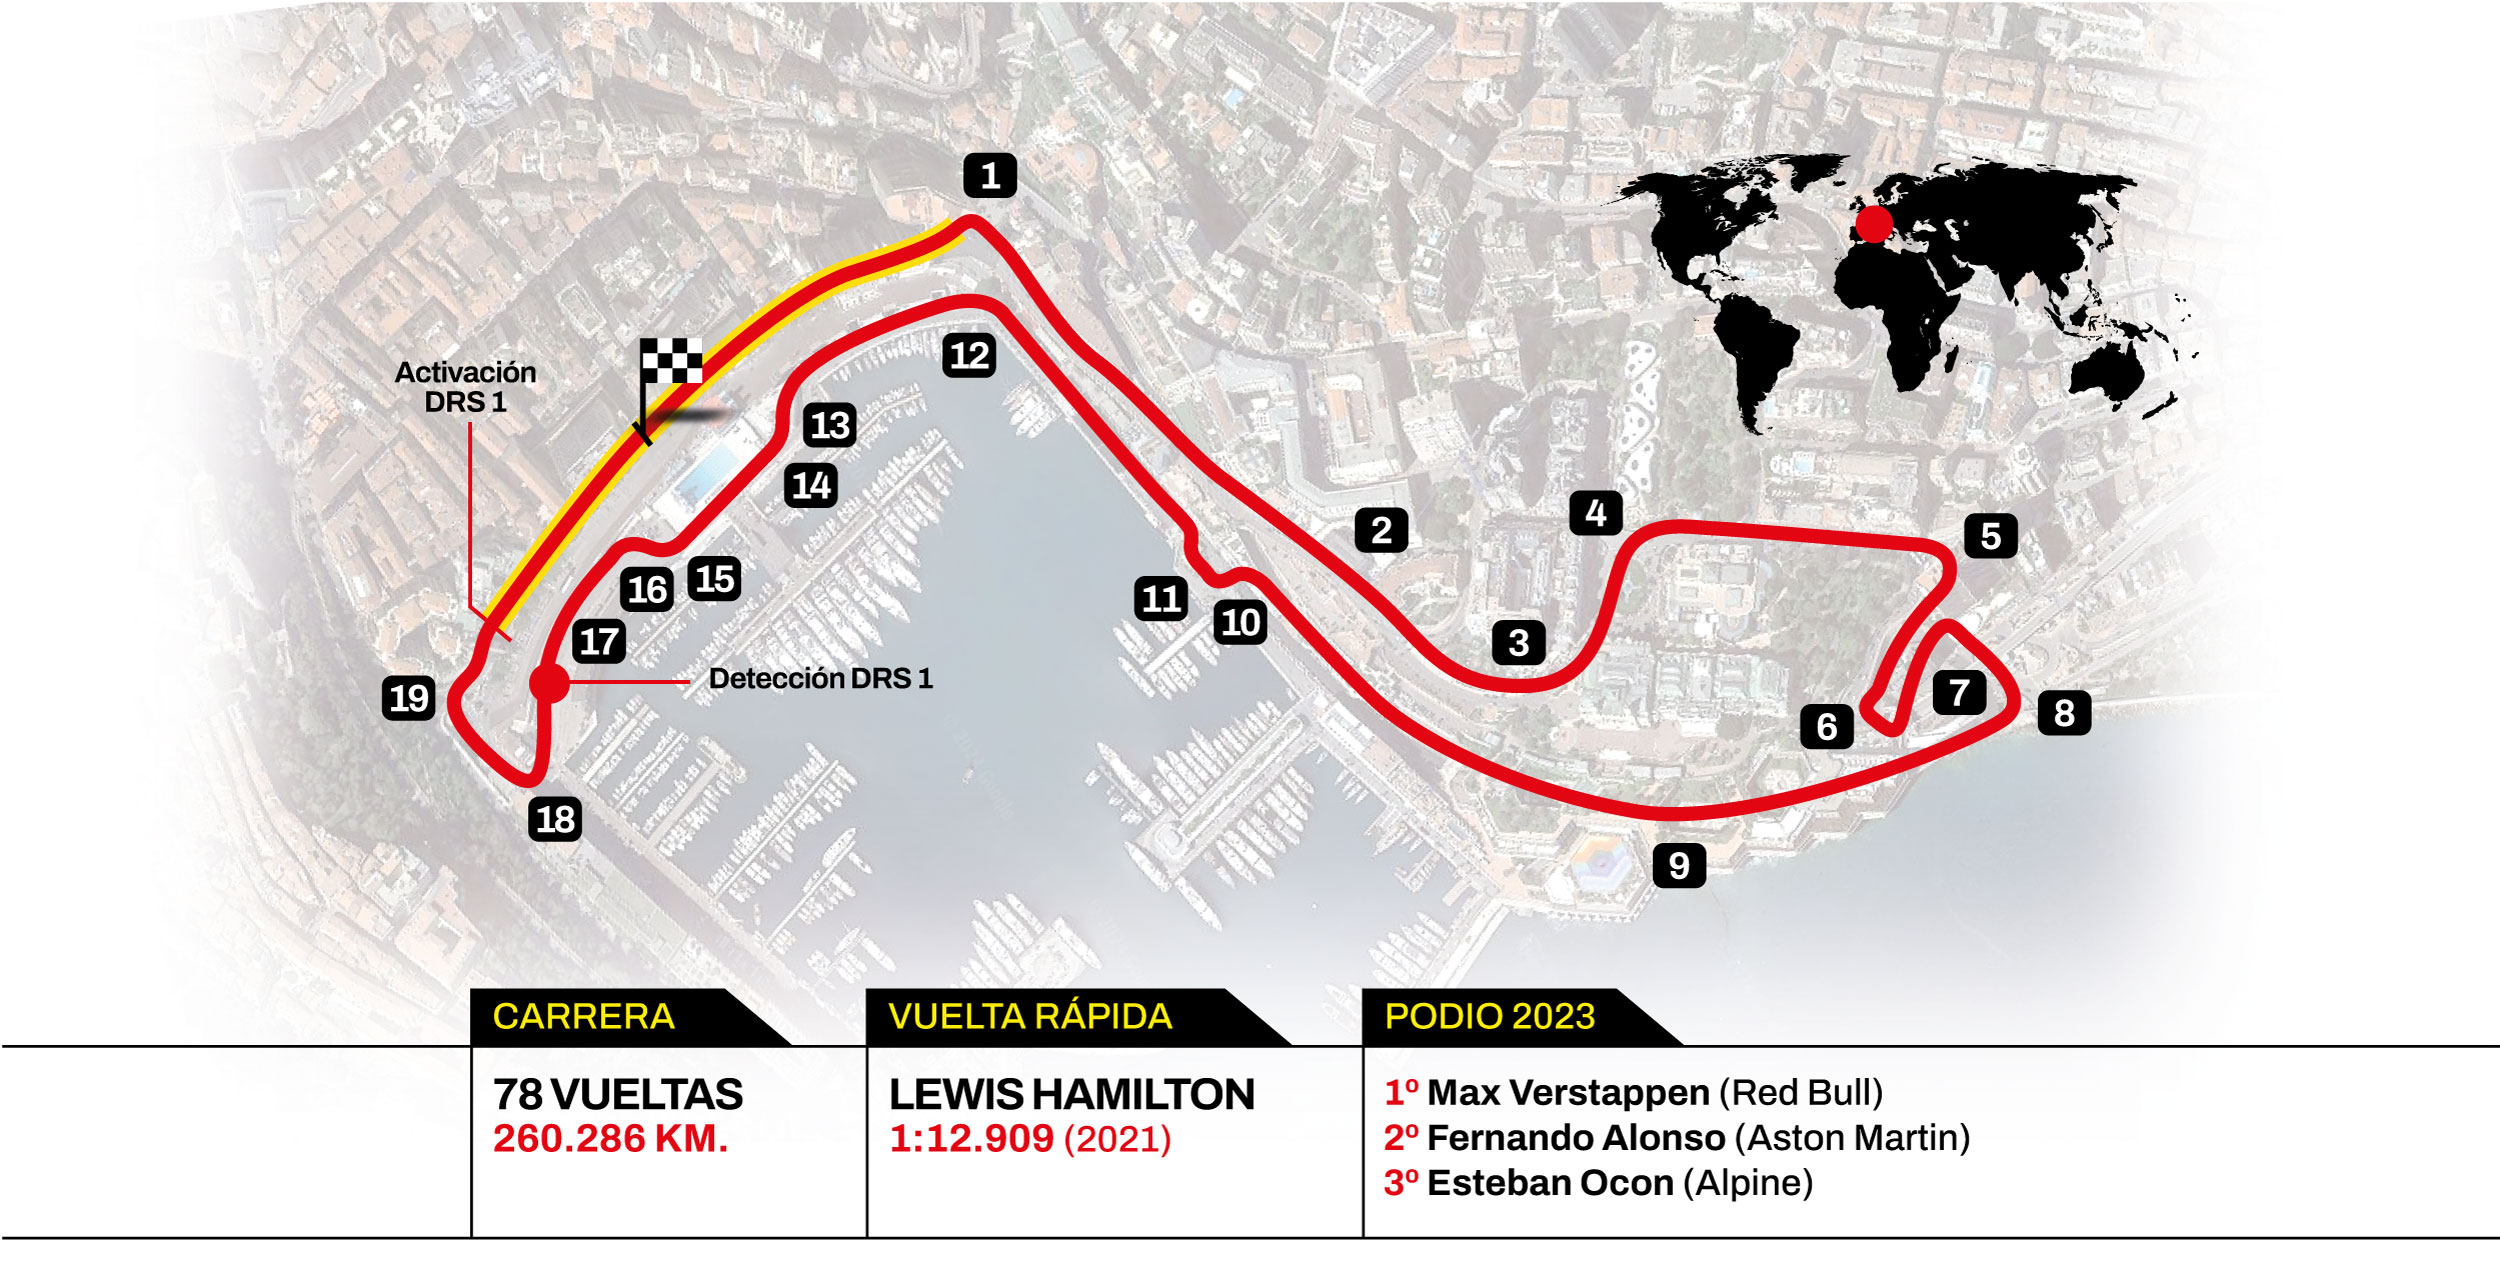 1
Activación
DRS 1
12
13
14
2
4
5
15
16
11
10
17
3
Detección DRS 1
19
6
7
8
18
9
CARRERA
78 VUELTAS
260.286 KM.
VUELTA RÁPIDA
LEWIS HAMILTON
1:12.909 (2021)
PODIO 2023
1º Max Verstappen (Red Bull)
2º Fernando Alonso (Aston Martin)
3º Esteban Ocon (Alpine)